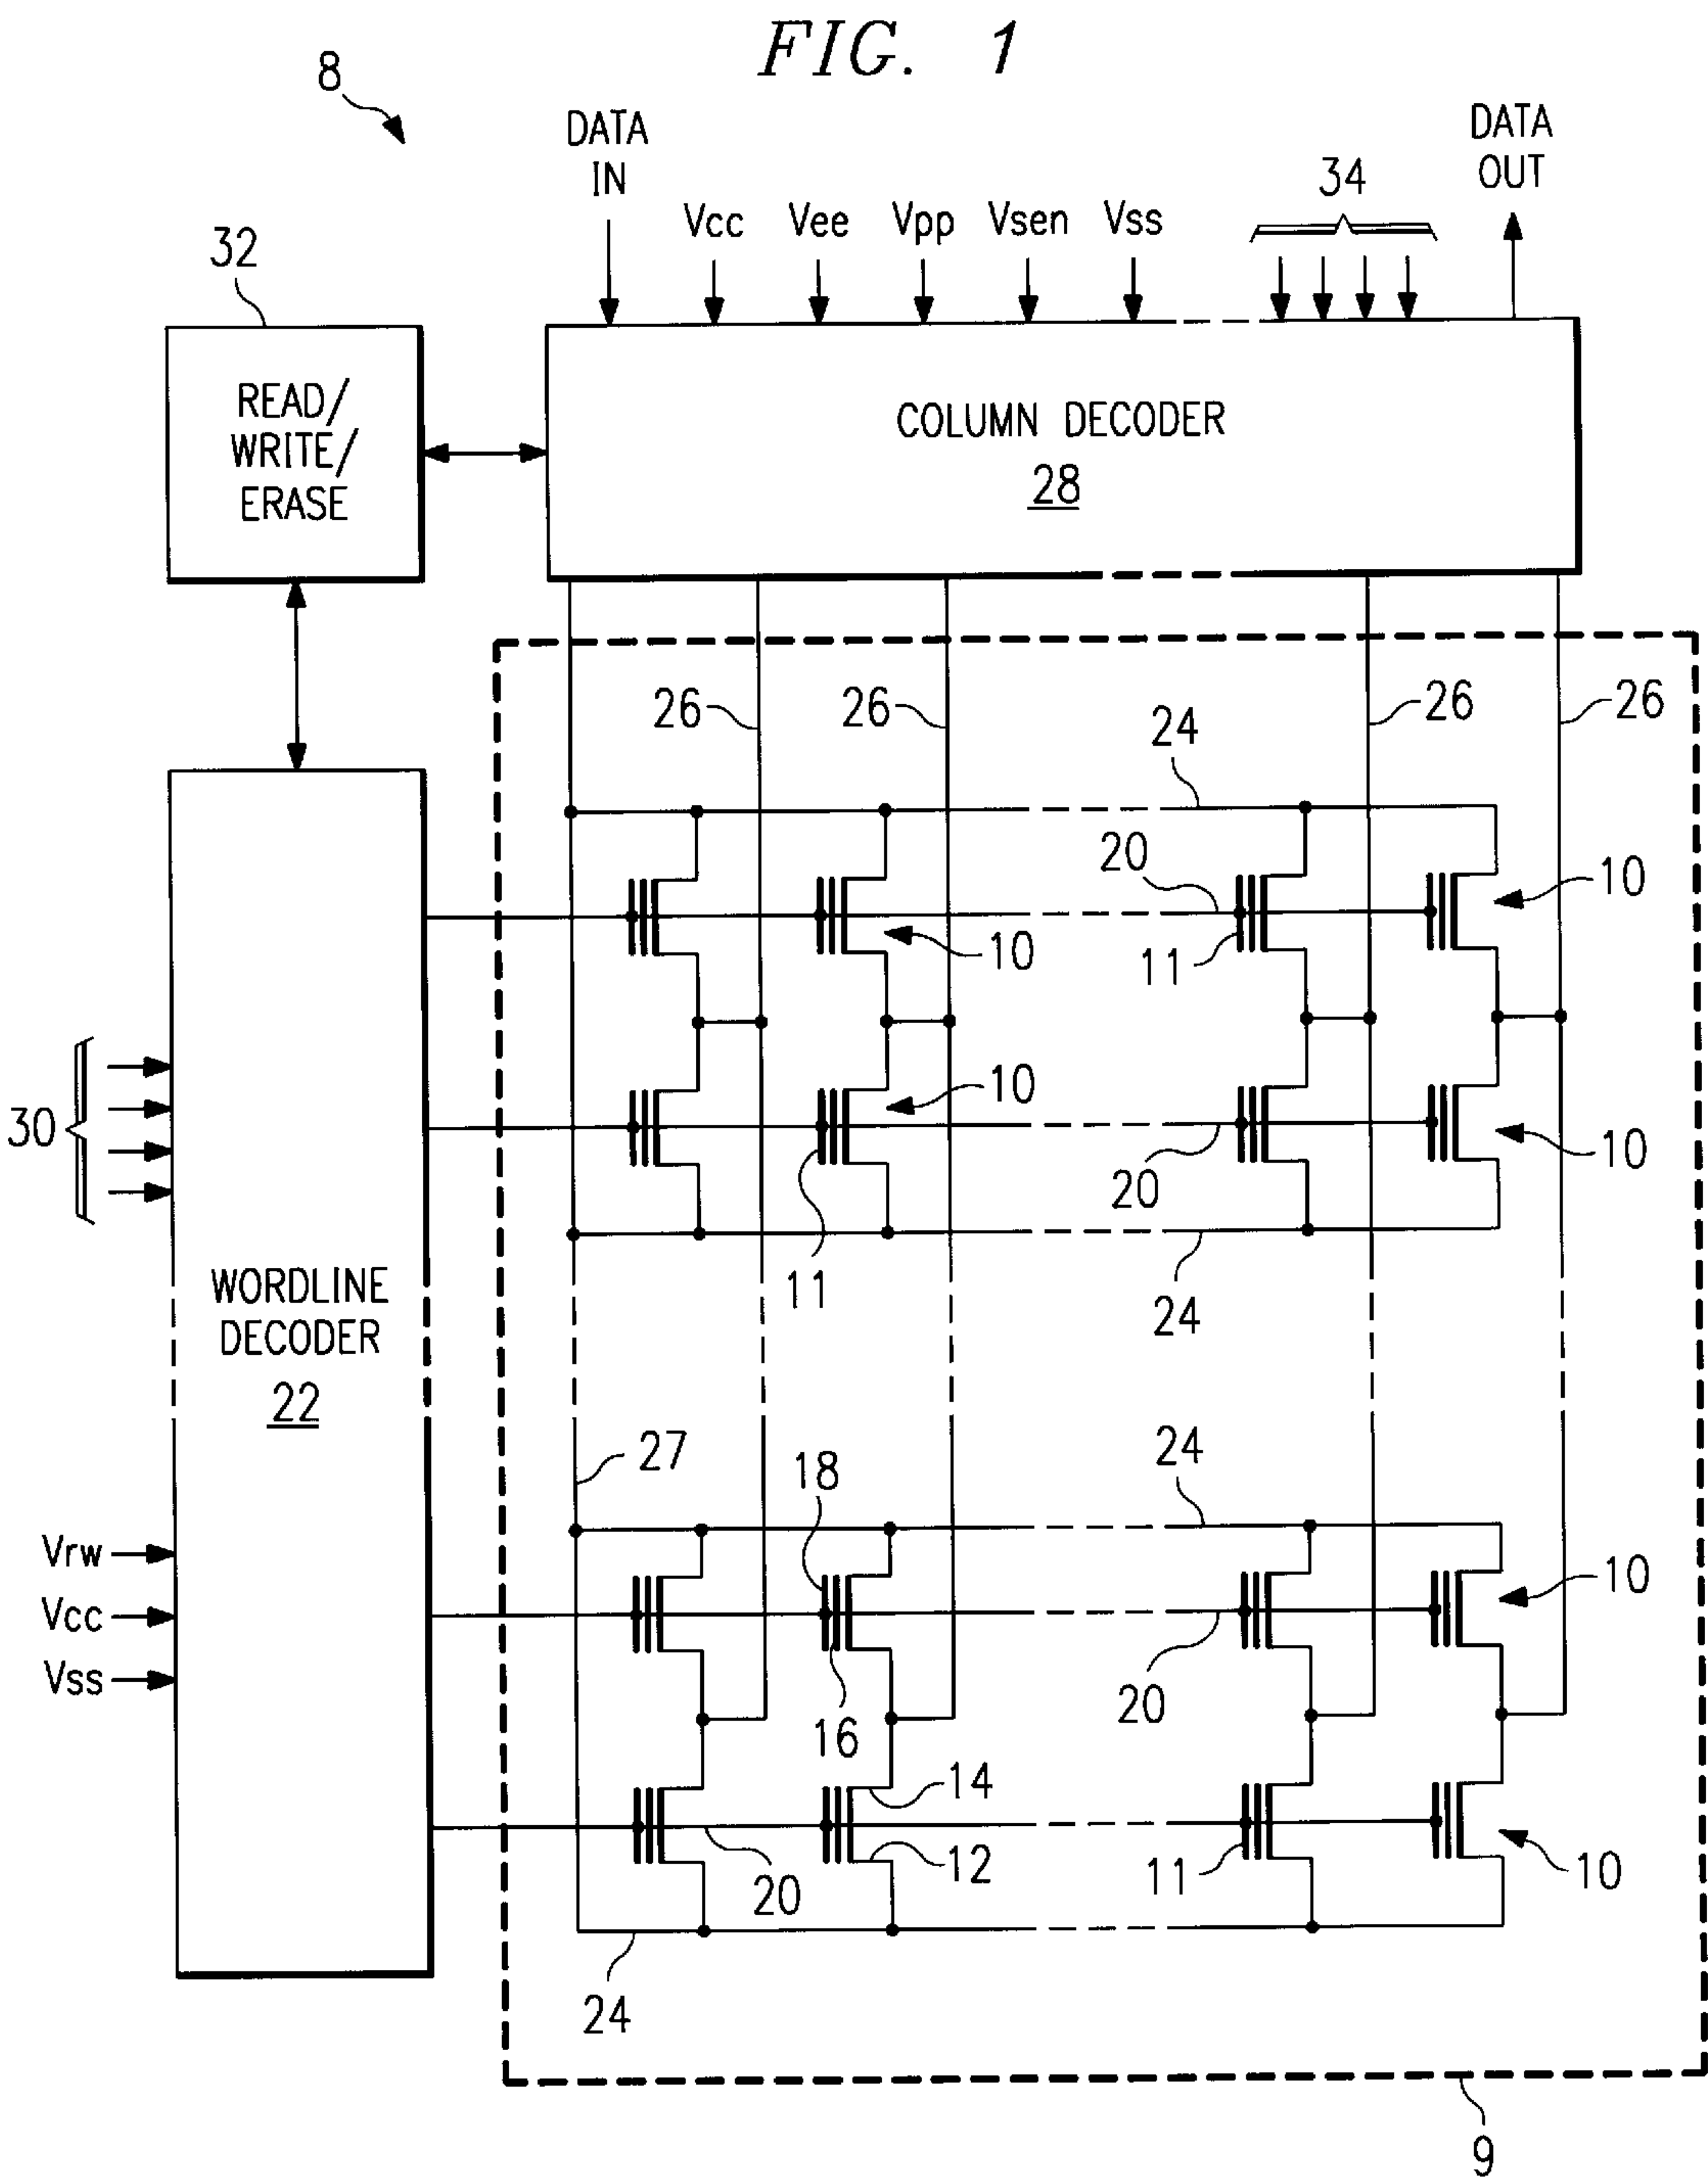 FIG. 1
8
DATA IN
Vcc
Vee
Vpp
Vsen
Vss
34
DATA OUT
32
READ/
WRITE/
ERASE
COLUMN DECODER
28
26
26
26
26
24
20
10
10
11
10
10
30
20
11
24
WORDLINE
DECODER
22
27
18
24
Vrw
Vcc
Vss
10
20
16
14
12
11
10
20
24
9